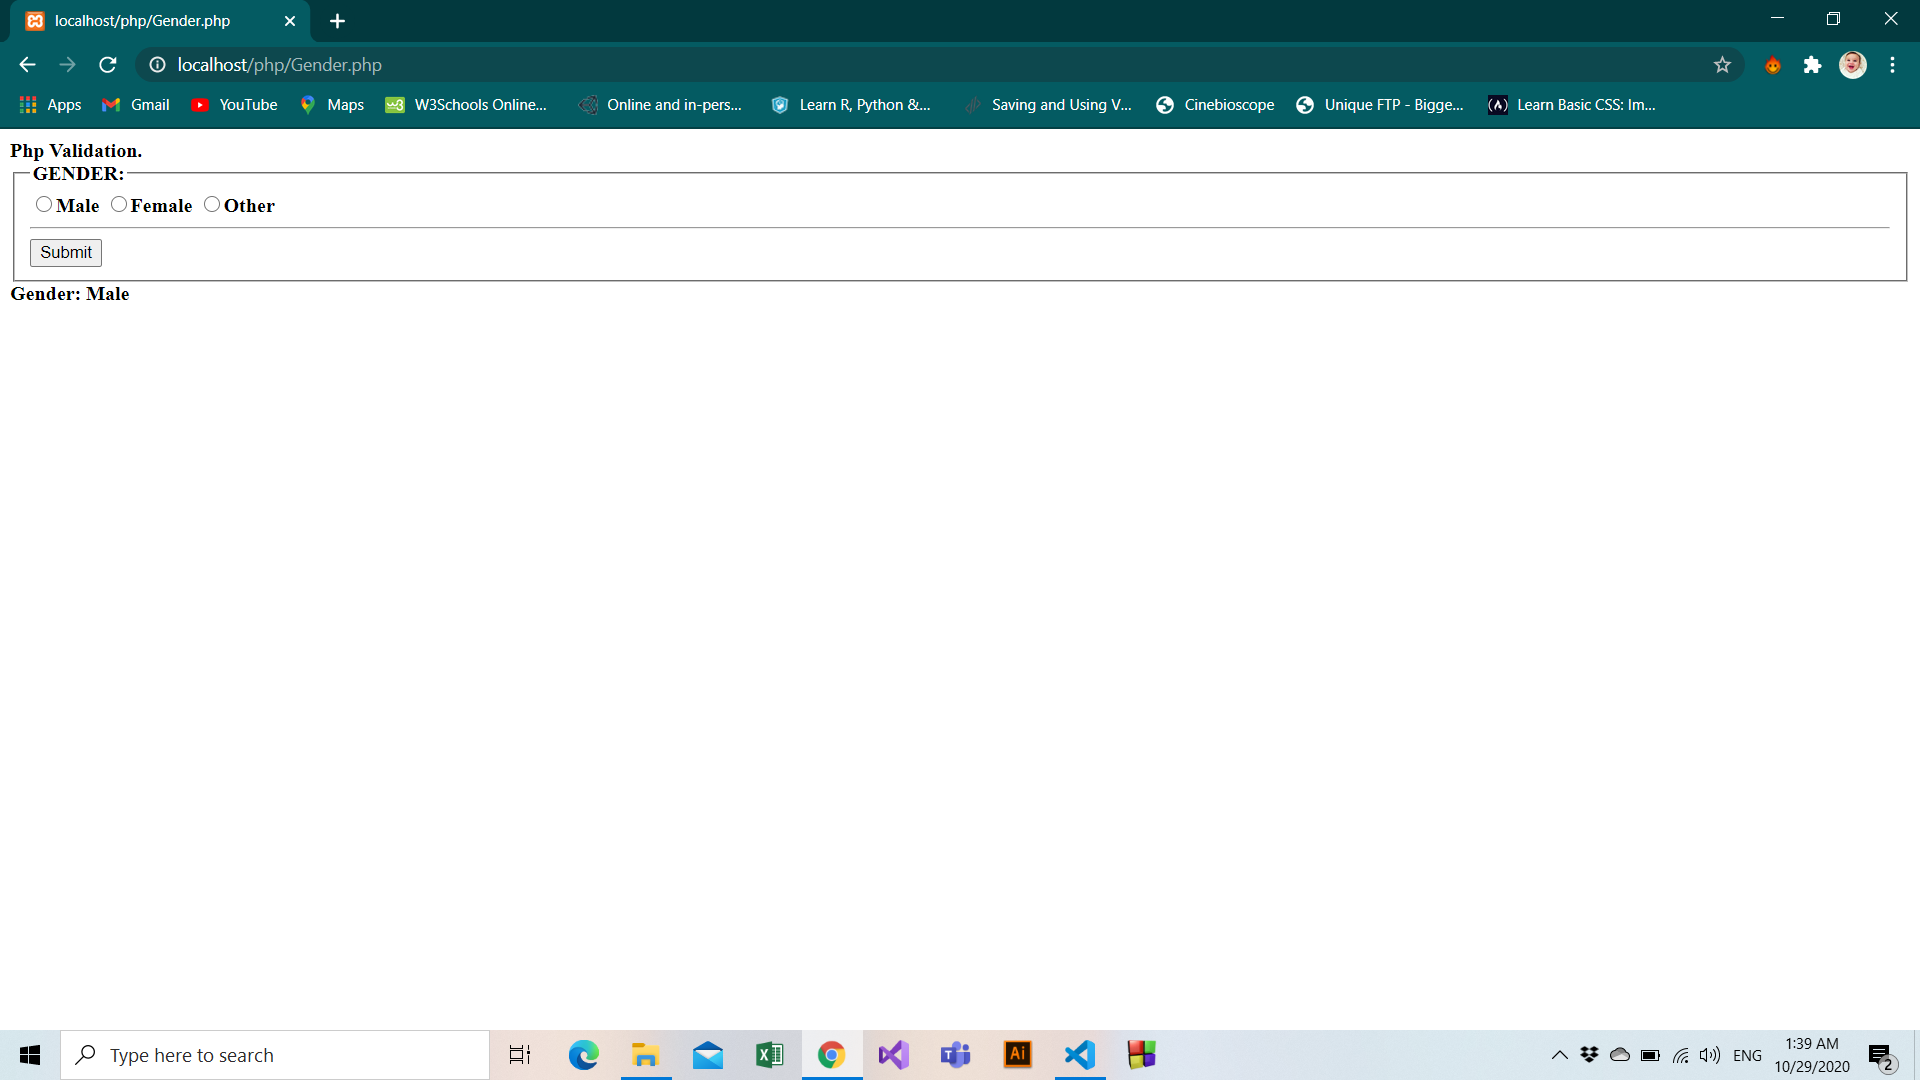 localhost/php/Gender.php
localhost/php/Gender.php
Apps Gmail YouTube Maps W3Schools Online... Online and in-pers... Learn R, Python &... Saving and Using V... Cinebioscope Unique FTP - Bigge... Learn Basic CSS: Im...
Php Validation.
GENDER:
Male Female Other
Submit
Gender: Male
Type here to search
Ai
ENG
1:39 AM
10/29/2020
2